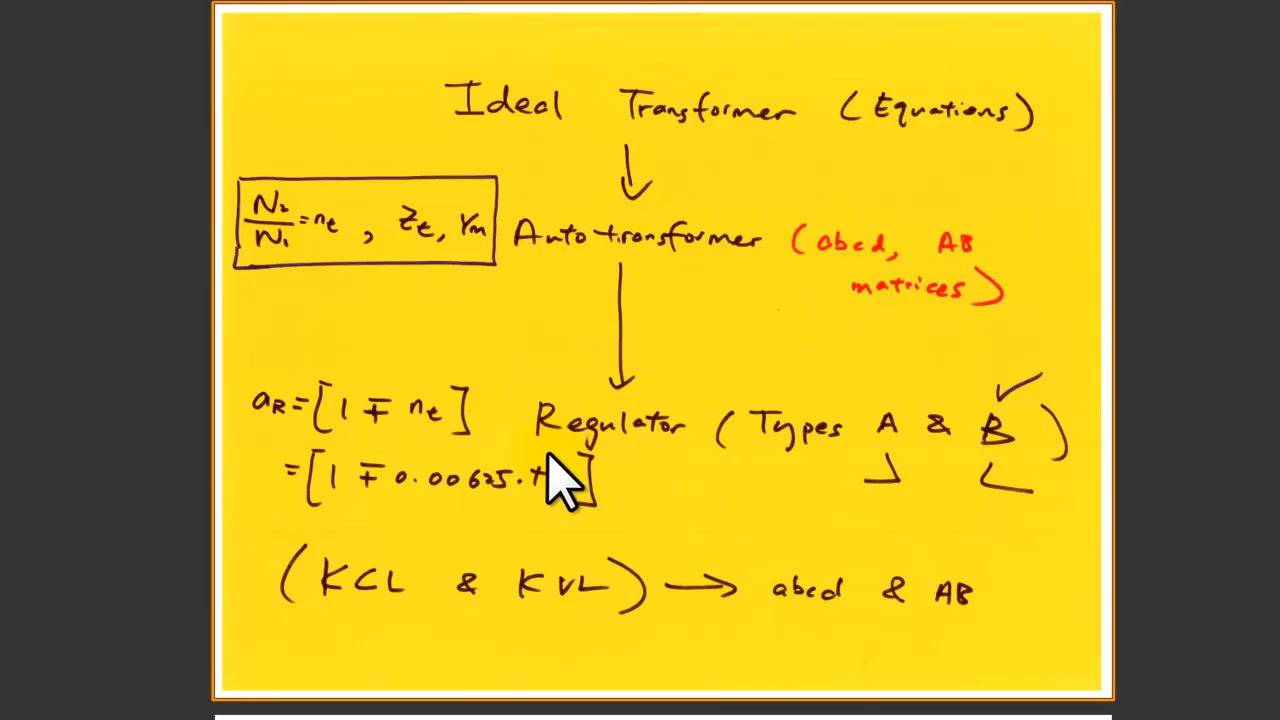 Ideal Transformer (Equations)
N2/N1 = nt, Zt, Ym
Autotransformer (abcd, AB
matrices)
aR = [1 ∓ nt]
Regulator (Types A & B)
= [1 ∓ 0.00625·
(KCL & KVL) → abcd & AB